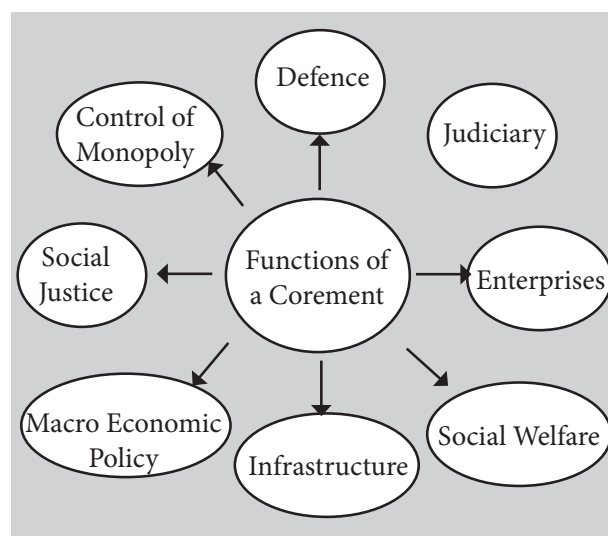 Defence
Control of
Monopoly
Judiciary
Social
Justice
Functions of
a Corement
Enterprises
Macro Economic
Policy
Infrastructure
Social Welfare